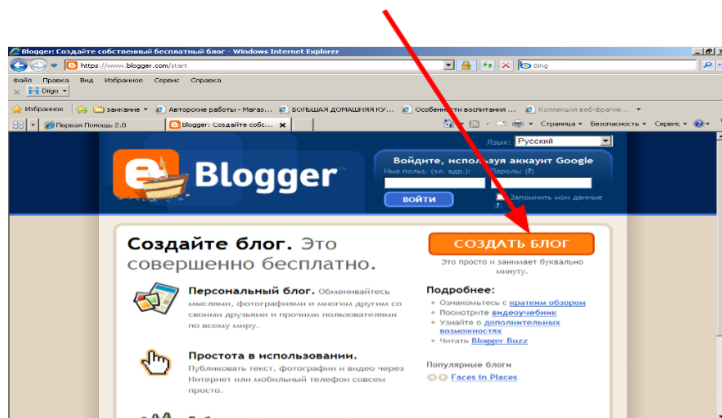 Blogger: Создайте собственный бесплатный блог - Windows Internet Explorer
https://www.blogger.com/start
Bing
Файл Правка Вид Избранное Сервис Справка
Diigo
Избранное заикание Авторские работы - Магаз... БОЛЬШАЯ ДОМАШНЯЯ КУ... Особенности воспитания ... Коллекция веб-фрагме...
Первая Помощь 2.0 Blogger: Создайте собс... Страница Безопасность Сервис
Язык: Русский
Blogger™
Войдите, используя аккаунт Google
Имя польз. (эл. адр.): Пароль: (?)
ВОЙТИ Запомнить мои данные
(?)
Создайте блог. Это
совершенно бесплатно.
СОЗДАТЬ БЛОГ
Это просто и занимает буквально
минуту.
Персональный блог. Обменивайтесь
мыслями, фотографиями и многим другим со
своими друзьями и прочими пользователями
по всему миру.
Простота в использовании.
Публиковать текст, фотографии и видео через
Интернет или мобильный телефон совсем
просто.
Подробнее:
Ознакомьтесь с кратким обзором
Посмотрите видеоучебник
Узнайте о дополнительных
возможностях
Читать Blogger Buzz
Популярные блоги
Faces in Places